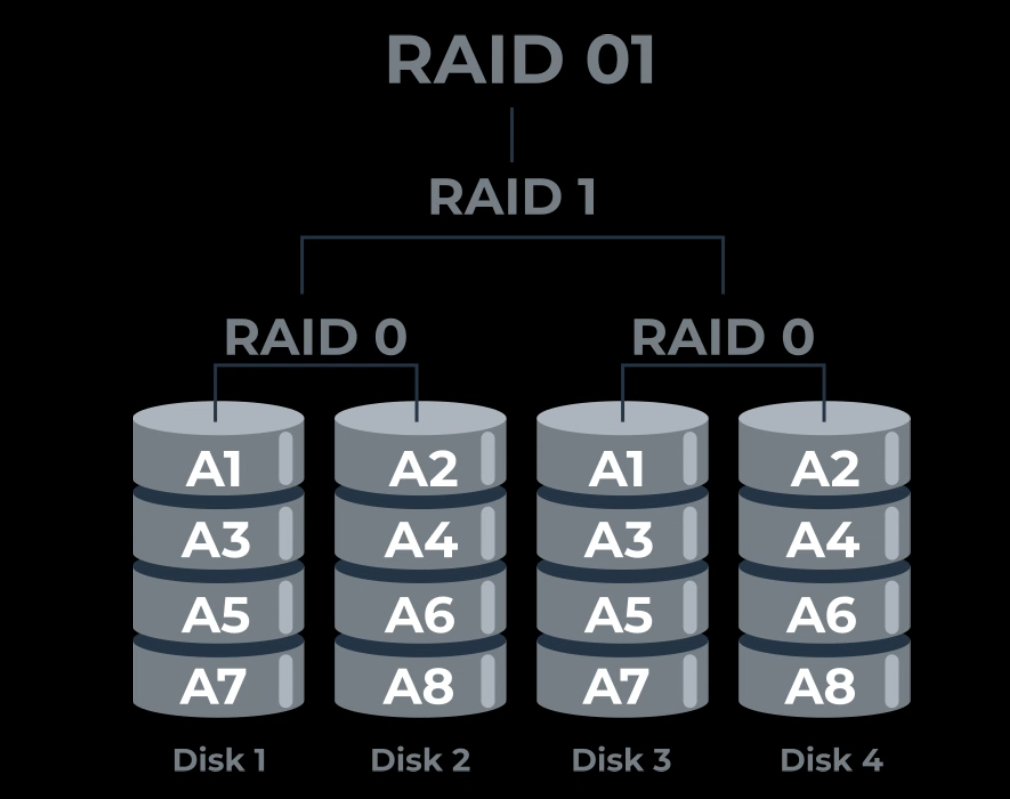 RAID 01
RAID 1
RAID 0 RAID 0
A1 A2 A1 A2
A3 A4 A3 A4
A5 A6 A5 A6
A7 A8 A7 A8
Disk 1 Disk 2 Disk 3 Disk 4